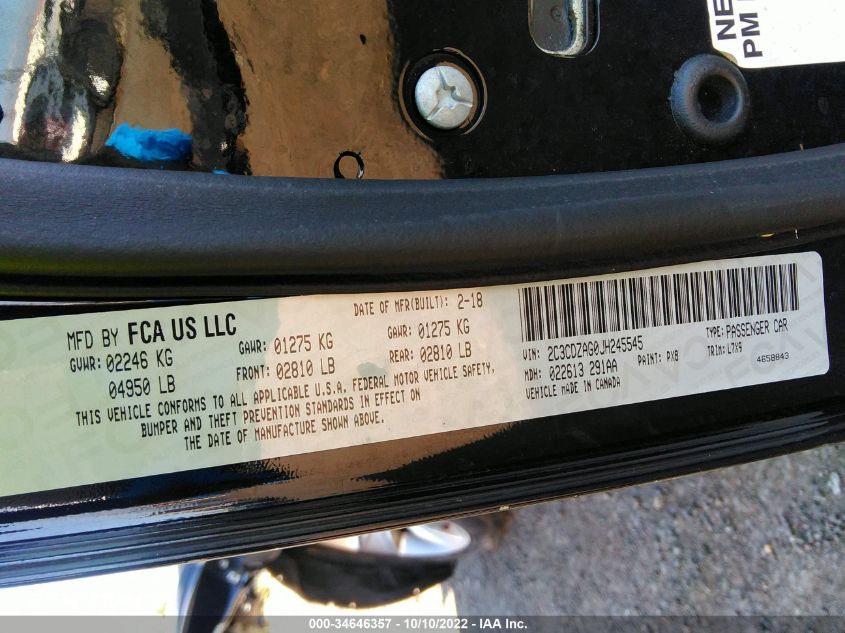 NE
PM
MFD BY FCA US LLC
DATE OF MFR(BUILT): 2-18
GVWR: 02246 KG
04950 LB
GAWR: 01275 KG
FRONT: 02810 LB
GAWR: 01275 KG
REAR: 02810 LB
THIS VEHICLE CONFORMS TO ALL APPLICABLE U.S.A. FEDERAL MOTOR VEHICLE SAFETY,
BUMPER AND THEFT PREVENTION STANDARDS IN EFFECT ON
THE DATE OF MANUFACTURE SHOWN ABOVE.
VIN: 2C3CDZAG0JH245545
TYPE: PASSENGER CAR
MDH: 022613 291AA
PAINT: PX8
TRIM: L7X9
VEHICLE MADE IN CANADA
4658843
000-34646357 - 10/10/2022 - IAA Inc.